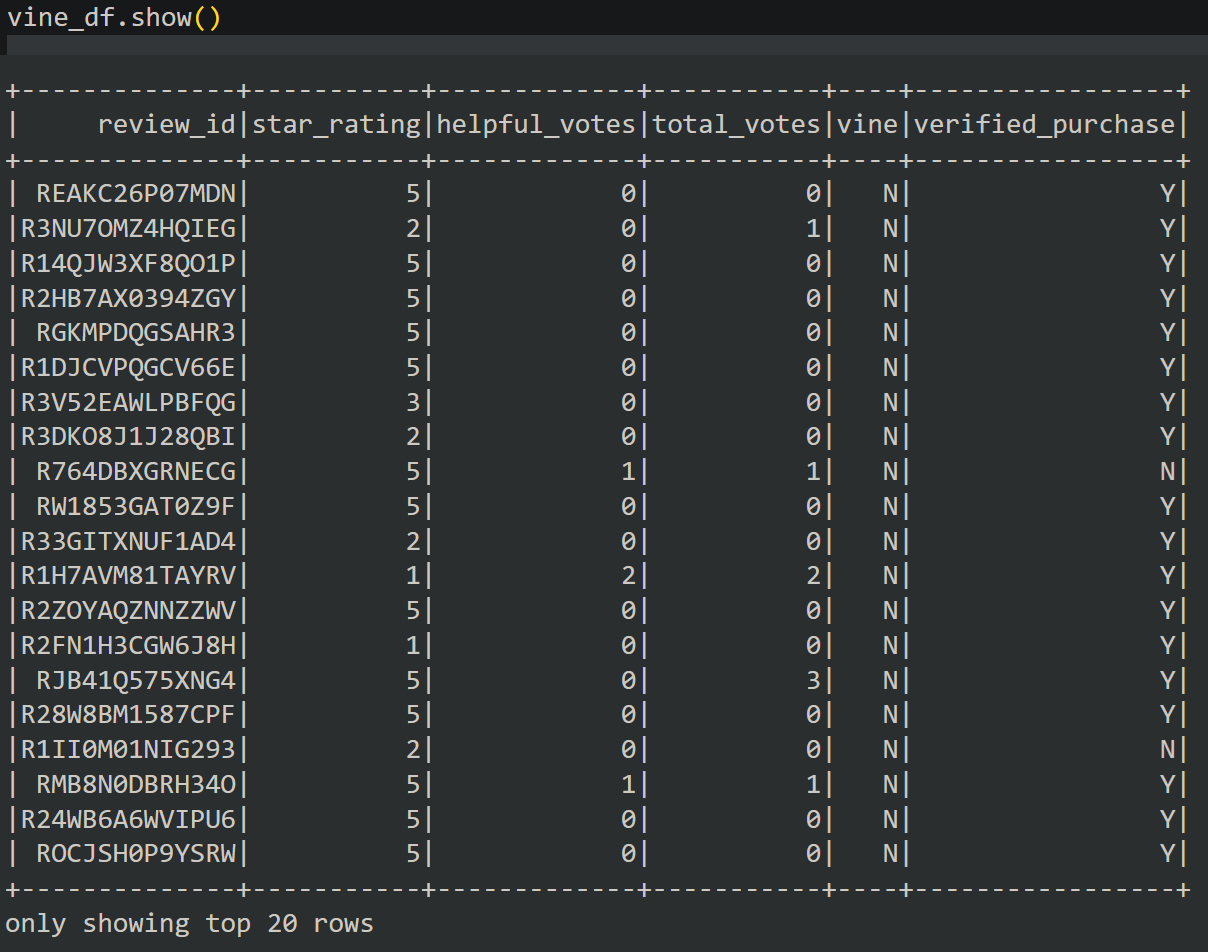 vine_df.show()
+--------------+-----------+-------------+-----------+----+-----------------+
|     review_id|star_rating|helpful_votes|total_votes|vine|verified_purchase|
+--------------+-----------+-------------+-----------+----+-----------------+
| REAKC26P07MDN|          5|            0|          0|   N|                Y|
|R3NU7OMZ4HQIEG|          2|            0|          1|   N|                Y|
|R14QJW3XF8QO1P|          5|            0|          0|   N|                Y|
|R2HB7AX0394ZGY|          5|            0|          0|   N|                Y|
| RGKMPDQGSAHR3|          5|            0|          0|   N|                Y|
|R1DJCVPQGCV66E|          5|            0|          0|   N|                Y|
|R3V52EAWLPBFQG|          3|            0|          0|   N|                Y|
|R3DKO8J1J28QBI|          2|            0|          0|   N|                Y|
| R764DBXGRNECG|          5|            1|          1|   N|                N|
| RW1853GAT0Z9F|          5|            0|          0|   N|                Y|
|R33GITXNUF1AD4|          2|            0|          0|   N|                Y|
|R1H7AVM81TAYRV|          1|            2|          2|   N|                Y|
|R2ZOYAQZNNZZWV|          5|            0|          0|   N|                Y|
|R2FN1H3CGW6J8H|          1|            0|          0|   N|                Y|
| RJB41Q575XNG4|          5|            0|          3|   N|                Y|
|R28W8BM1587CPF|          5|            0|          0|   N|                Y|
|R1II0M01NIG293|          2|            0|          0|   N|                N|
| RMB8N0DBRH34O|          5|            1|          1|   N|                Y|
|R24WB6A6WVIPU6|          5|            0|          0|   N|                Y|
| ROCJSH0P9YSRW|          5|            0|          0|   N|                Y|
+--------------+-----------+-------------+-----------+----+-----------------+
only showing top 20 rows